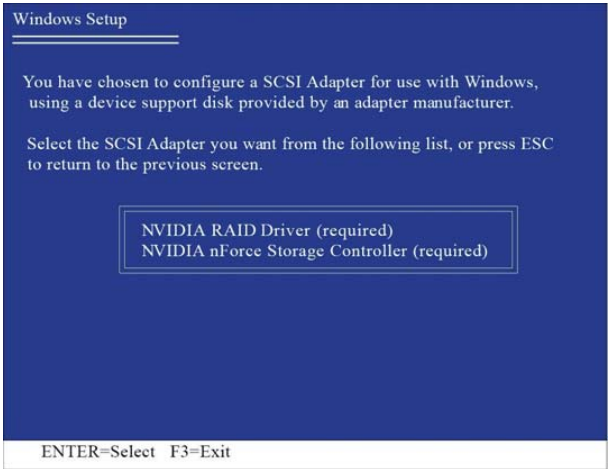 Windows Setup
You have chosen to configure a SCSI Adapter for use with Windows,
using a device support disk provided by an adapter manufacturer.
Select the SCSI Adapter you want from the following list, or press ESC
to return to the previous screen.
NVIDIA RAID Driver (required)
NVIDIA nForce Storage Controller (required)
ENTER=Select F3=Exit